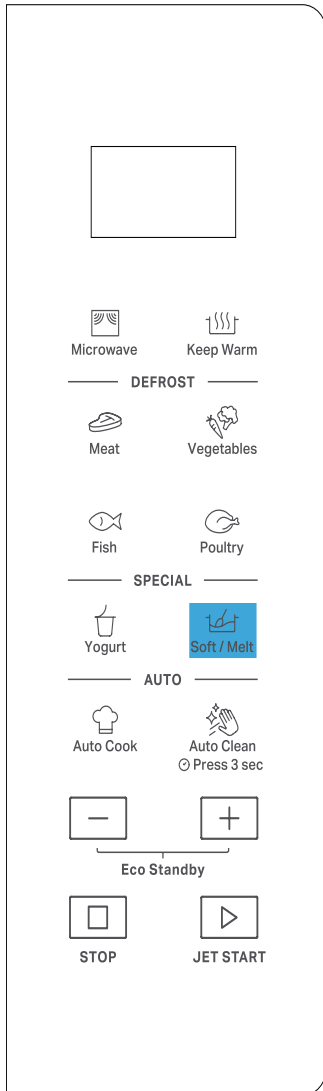 Microwave
Keep Warm
DEFROST
Meat
Vegetables
Fish
Poultry
SPECIAL
Yogurt
Soft / Melt
AUTO
Auto Cook
Auto Clean
Press 3 sec
Eco Standby
STOP
JET START